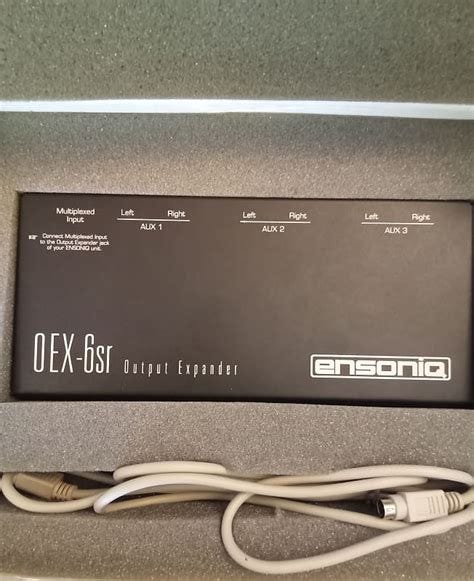 Multiplexed
Input
☞ Connect Multiplexed Input
to the Output Expander jack
of your ENSONIQ unit.
Left Right
AUX 1
Left Right
AUX 2
Left Right
AUX 3
OEX-6sr Output Expander
ensoniq